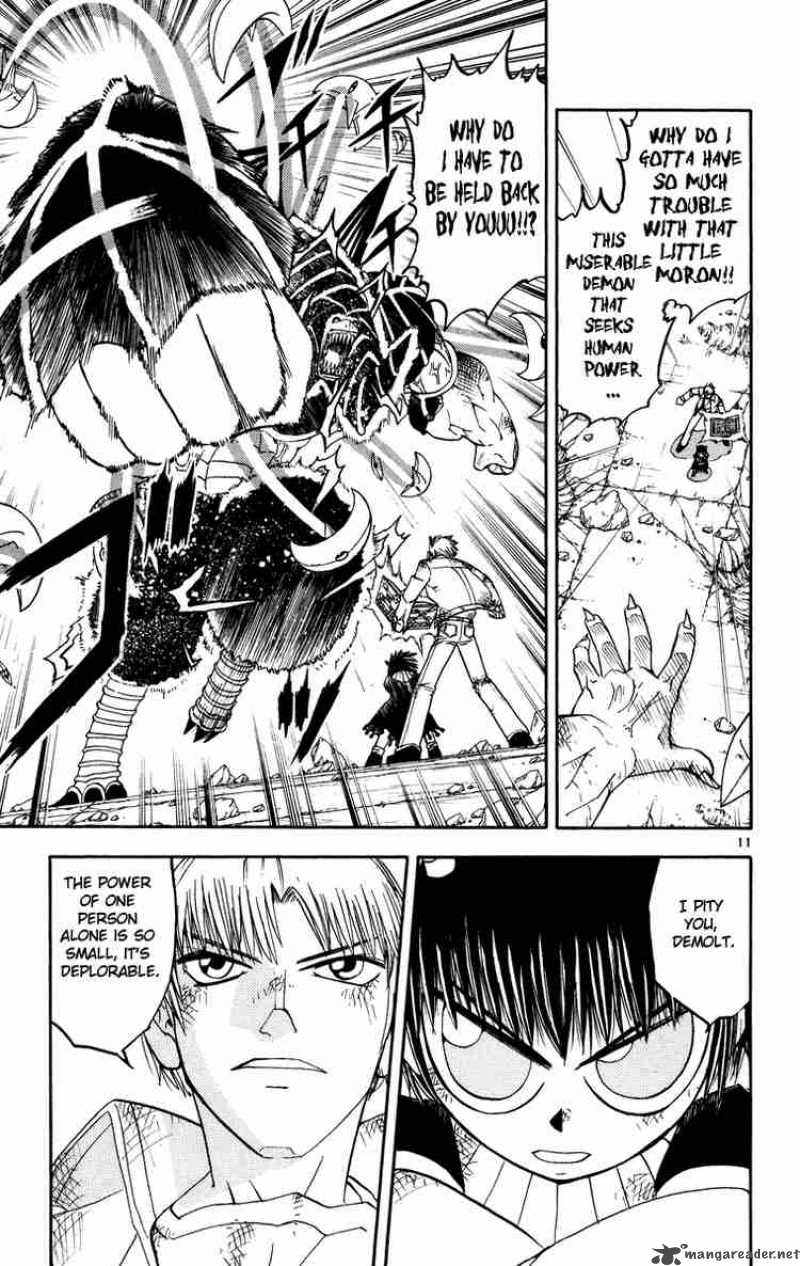 WHY DO I
GOTTA HAVE
SO MUCH
TROUBLE
WITH THAT
LITTLE
MORON!!
THIS
MISERABLE
DEMON
THAT
SEEKS
HUMAN
POWER
...
WHY DO
I HAVE TO
BE HELD BACK
BY YOUUU!!?
11
I PITY
YOU,
DEMOLT.
THE POWER
OF ONE
PERSON
ALONE IS SO
SMALL, IT'S
DEPLORABLE.
mangareader.net